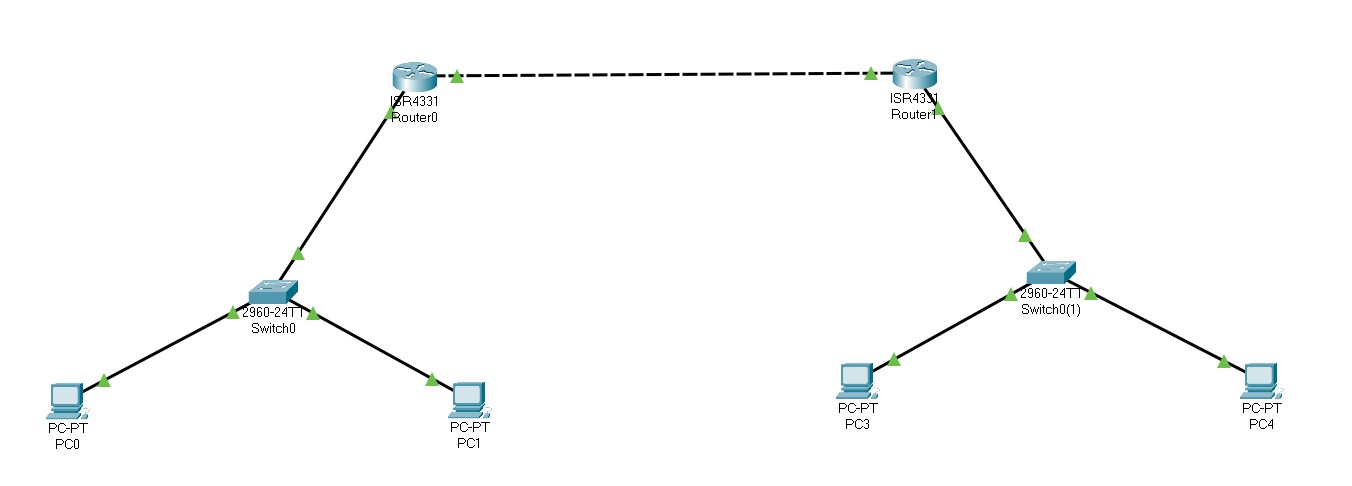 ISR4331
Router0
ISR4331
Router1
2960-24TT
Switch0
2960-24TT
Switch0(1)
PC-PT
PC0
PC-PT
PC1
PC-PT
PC3
PC-PT
PC4